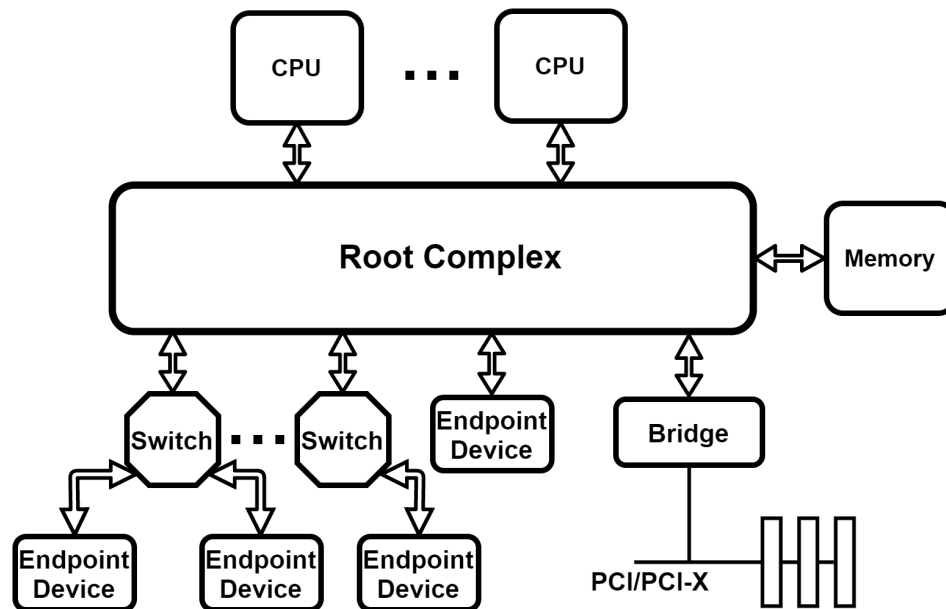 CPU
CPU
Root Complex
Memory
Switch
Switch
Endpoint
Device
Bridge
Endpoint
Device
Endpoint
Device
Endpoint
Device
PCI/PCI-X